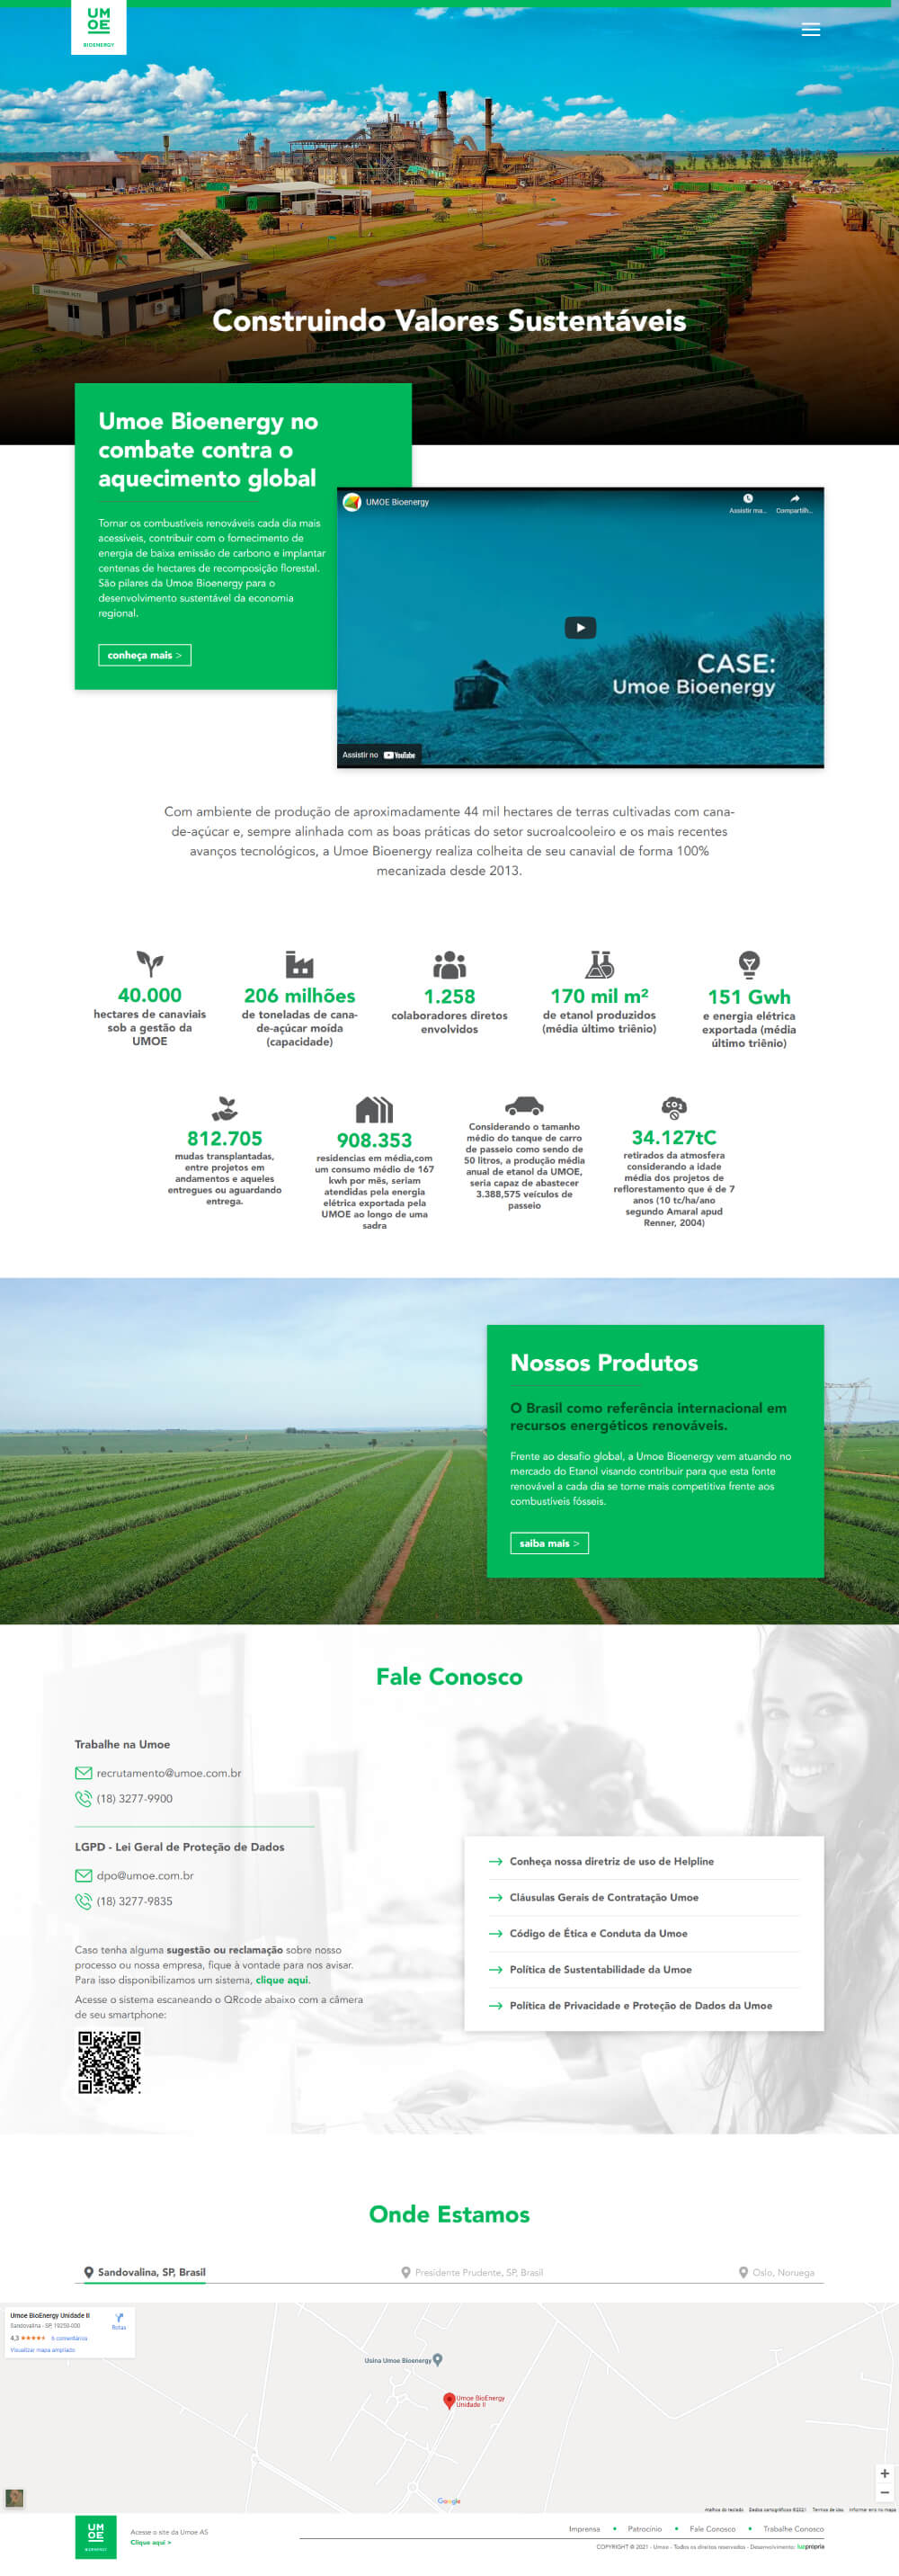 UM
OE
BIOENERGY
Construindo Valores Sustentáveis
Umoe Bioenergy no
combate contra o
aquecimento global
Tornar os combustíveis renováveis cada dia mais
acessíveis, contribuir com o fornecimento de
energia de baixa emissão de carbono e implantar
centenas de hectares de recomposição florestal.
São pilares da Umoe Bioenergy para o
desenvolvimento sustentável da economia
regional.
conheça mais >
UMOE Bioenergy
Assistir ma...
Compartilh...
CASE:
Umoe Bioenergy
Assistir no YouTube
Com ambiente de produção de aproximadamente 44 mil hectares de terras cultivadas com cana-
de-açúcar e, sempre alinhada com as boas práticas do setor sucroalcooleiro e os mais recentes
avanços tecnológicos, a Umoe Bioenergy realiza colheita de seu canavial de forma 100%
mecanizada desde 2013.
40.000
hectares de canaviais
sob a gestão da
UMOE
206 milhões
de toneladas de cana-
de-açúcar moída
(capacidade)
1.258
colaboradores diretos
envolvidos
170 mil m²
de etanol produzidos
(média último triênio)
151 Gwh
e energia elétrica
exportada (média
último triênio)
812.705
mudas transplantadas,
entre projetos em
andamentos e aqueles
entregues ou aguardando
entrega.
908.353
residencias em média,com
um consumo médio de 167
kwh por mês, seriam
atendidas pela energia
elétrica exportada pela
UMOE ao longo de uma
sadra
Considerando o tamanho
médio do tanque de carro
de passeio como sendo de
50 litros, a produção média
anual de etanol da UMOE,
seria capaz de abastecer
3.388,575 veículos de
passeio
CO2
34.127tC
retirados da atmosfera
considerando a idade
média dos projetos de
reflorestamento que é de 7
anos (10 tc/ha/ano
segundo Amaral apud
Renner, 2004)
Nossos Produtos
O Brasil como referência internacional em
recursos energéticos renováveis.
Frente ao desafio global, a Umoe Bioenergy vem atuando no
mercado do Etanol visando contribuir para que esta fonte
renovável a cada dia se torne mais competitiva frente aos
combustíveis fósseis.
saiba mais >
Fale Conosco
Trabalhe na Umoe
recrutamento@umoe.com.br
(18) 3277-9900
LGPD - Lei Geral de Proteção de Dados
dpo@umoe.com.br
(18) 3277-9835
Caso tenha alguma sugestão ou reclamação sobre nosso
processo ou nossa empresa, fique à vontade para nos avisar.
Para isso disponibilizamos um sistema, clique aqui.
Acesse o sistema escaneando o QRcode abaixo com a câmera
de seu smartphone:
Conheça nossa diretriz de uso de Helpline
Cláusulas Gerais de Contratação Umoe
Código de Ética e Conduta da Umoe
Política de Sustentabilidade da Umoe
Política de Privacidade e Proteção de Dados da Umoe
Onde Estamos
Sandovalina, SP, Brasil
Presidente Prudente, SP, Brasil
Oslo, Noruega
Umoe BioEnergy Unidade II
Sandovalina - SP, 19250-000
Rotas
4,3 6 comentários
Visualizar mapa ampliado
Usina Umoe Bioenergy
Umoe BioEnergy
Unidade II
Google
Atalhos do teclado Dados cartográficos ©2021 Termos de Uso Informar erro no mapa
UM
OE
BIOENERGY
Acesse o site da Umoe AS
Clique aqui >
Imprensa • Patrocínio • Fale Conosco • Trabalhe Conosco
COPYRIGHT © 2021 - Umoe - Todos os direitos reservados - Desenvolvimento: